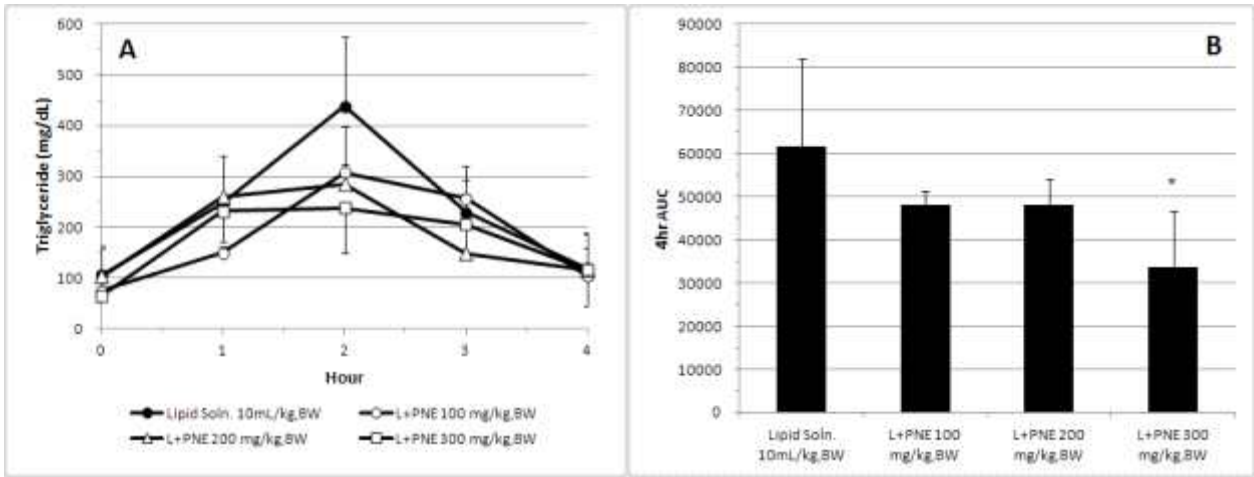 A
Triglyceride (mg/dL)
600
500
400
300
200
100
0
0 1 2 3 4
Hour
Lipid Soln. 10mL/kg,BW
L+PNE 100 mg/kg,BW
L+PNE 200 mg/kg,BW
L+PNE 300 mg/kg,BW
B
4hr AUC
90000
80000
70000
60000
50000
40000
30000
20000
10000
0
*
Lipid Soln.
10mL/kg,BW
L+PNE 100
mg/kg,BW
L+PNE 200
mg/kg,BW
L+PNE 300
mg/kg,BW